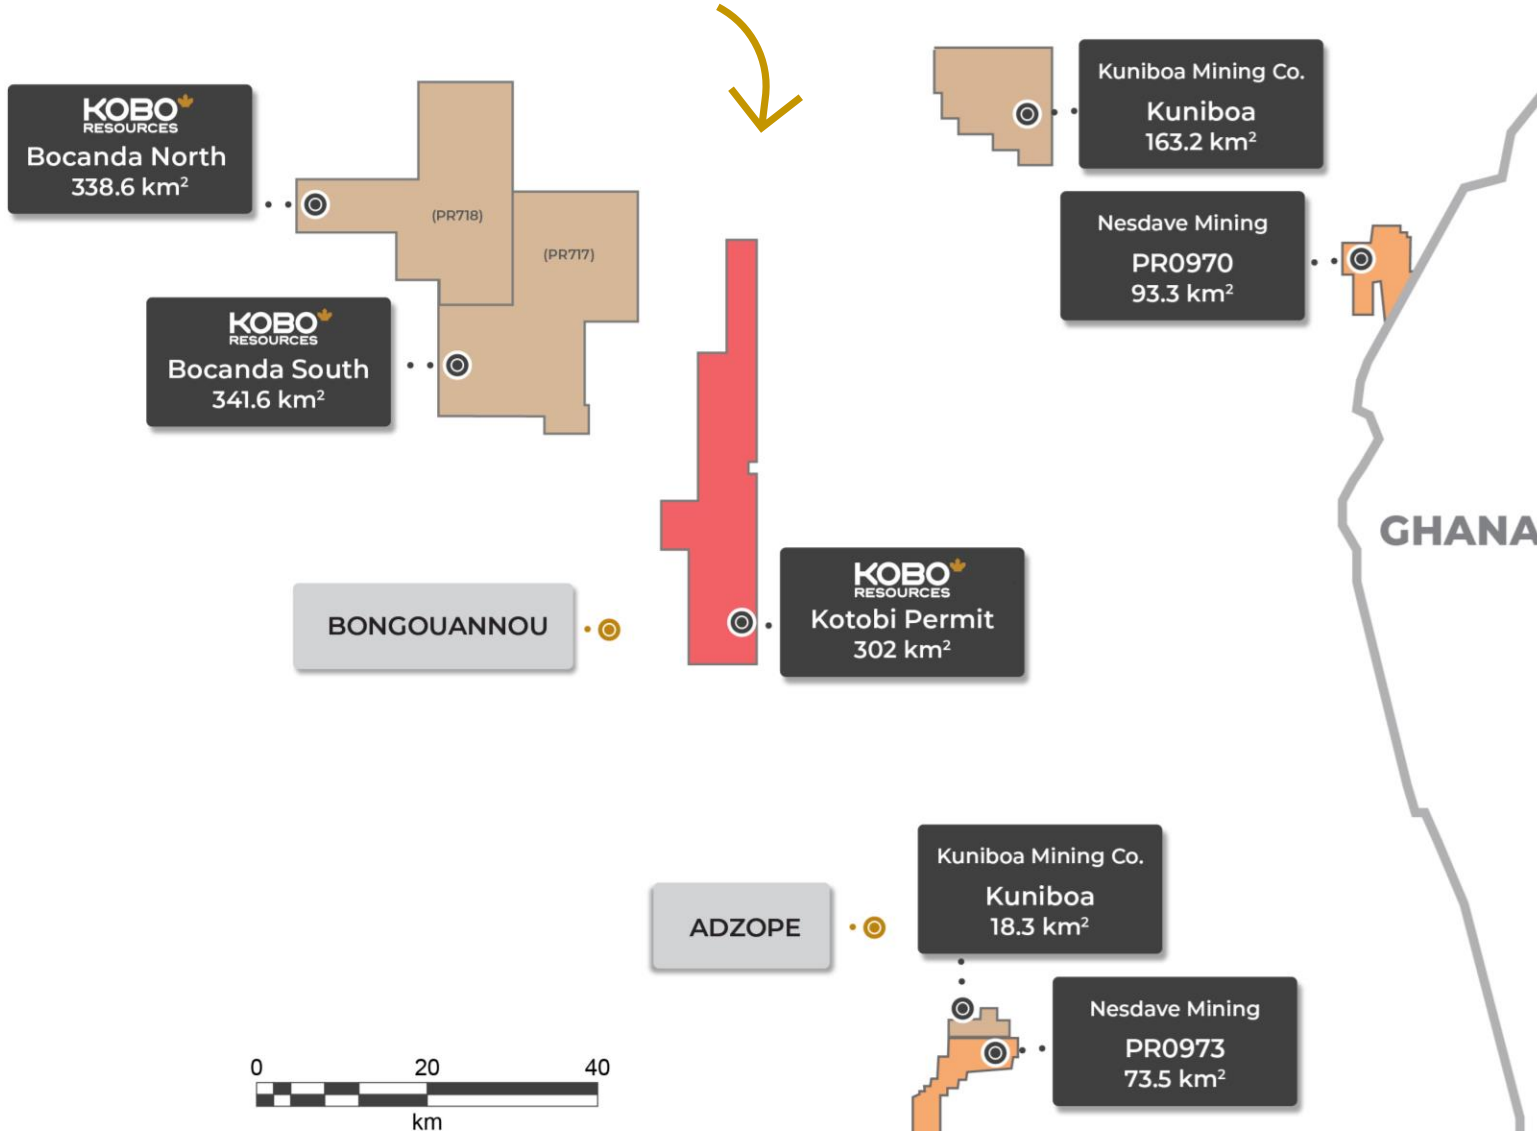 KOBO
RESOURCES
Bocanda North
338.6 km²
(PR718)
(PR717)
KOBO
RESOURCES
Bocanda South
341.6 km²
Kuniboa Mining Co.
Kuniboa
163.2 km²
Nesdave Mining
PR0970
93.3 km²
GHANA
BONGOUANNOU
KOBO
RESOURCES
Kotobi Permit
302 km²
ADZOPE
Kuniboa Mining Co.
Kuniboa
18.3 km²
Nesdave Mining
PR0973
73.5 km²
0 20 40
km